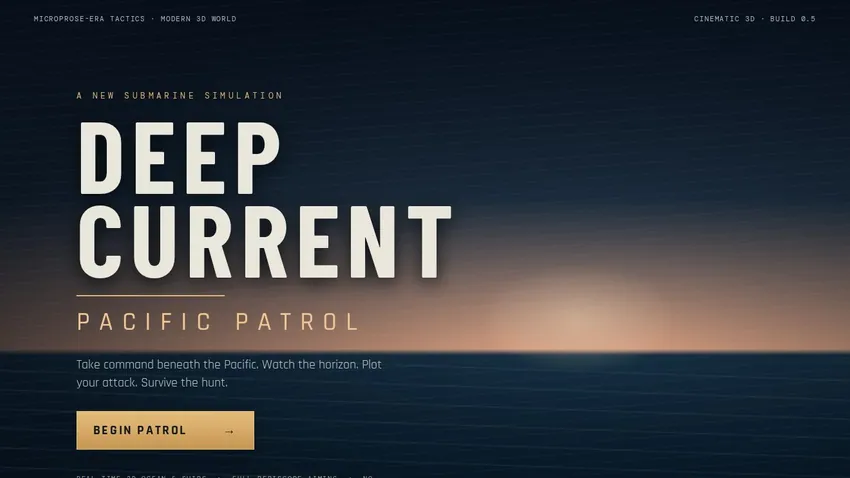 MICROPROSE-ERA TACTICS · MODERN 3D WORLD
CINEMATIC 3D · BUILD 0.5
A NEW SUBMARINE SIMULATION
DEEP
CURRENT
PACIFIC PATROL
Take command beneath the Pacific. Watch the horizon. Plot
your attack. Survive the hunt.
BEGIN PATROL →